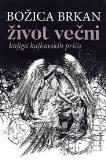 BOŽICA BRKAN
život večni
knjiga kajkavskih priča